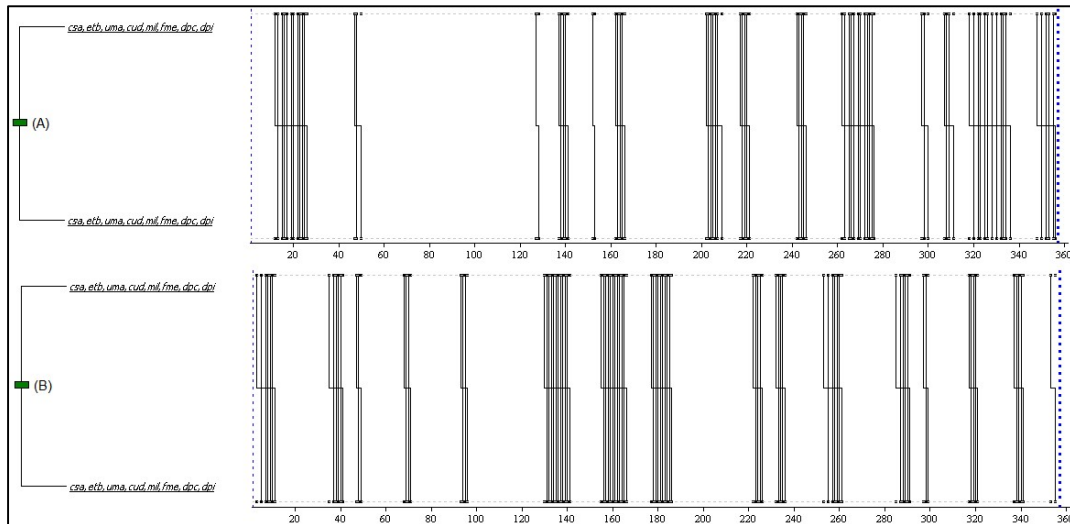 csa, etb, uma, cud, mil, fme, dpc, dpi
(A)
csa, etb, uma, cud, mil, fme, dpc, dpi
20 40 60 80 100 120 140 160 180 200 220 240 260 280 300 320 340 360
csa, etb, uma, cud, mil, fme, dpc, dpi
(B)
csa, etb, uma, cud, mil, fme, dpc, dpi
20 40 60 80 100 120 140 160 180 200 220 240 260 280 300 320 340 360